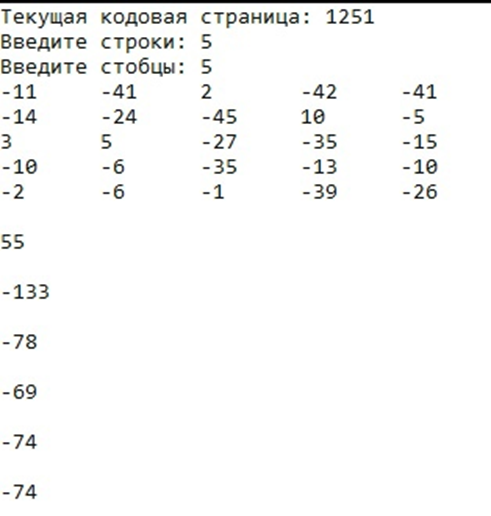 Текущая кодовая страница: 1251
Введите строки: 5
Введите стобцы: 5
-11 -41 2 -42 -41
-14 -24 -45 10 -5
3 5 -27 -35 -15
-10 -6 -35 -13 -10
-2 -6 -1 -39 -26
55
-133
-78
-69
-74
-74